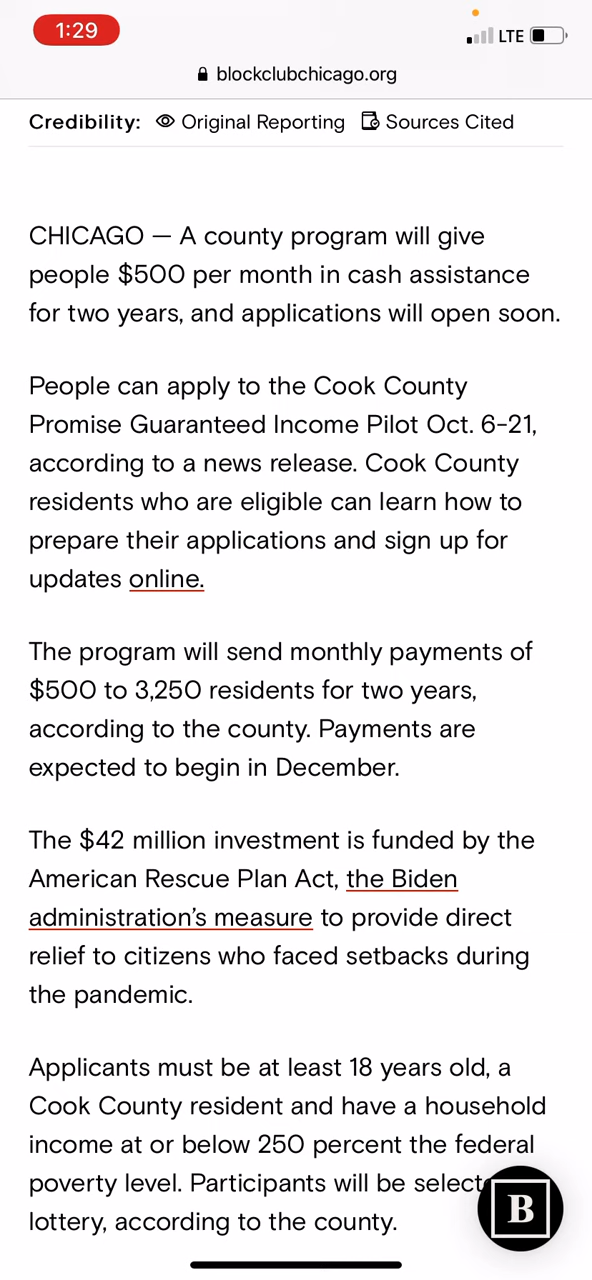 1:29
LTE
blockclubchicago.org
Credibility: Original Reporting Sources Cited
CHICAGO — A county program will give
people $500 per month in cash assistance
for two years, and applications will open soon.
People can apply to the Cook County
Promise Guaranteed Income Pilot Oct. 6-21,
according to a news release. Cook County
residents who are eligible can learn how to
prepare their applications and sign up for
updates online.
The program will send monthly payments of
$500 to 3,250 residents for two years,
according to the county. Payments are
expected to begin in December.
The $42 million investment is funded by the
American Rescue Plan Act, the Biden
administration’s measure to provide direct
relief to citizens who faced setbacks during
the pandemic.
Applicants must be at least 18 years old, a
Cook County resident and have a household
income at or below 250 percent the federal
poverty level. Participants will be select
lottery, according to the county.
B